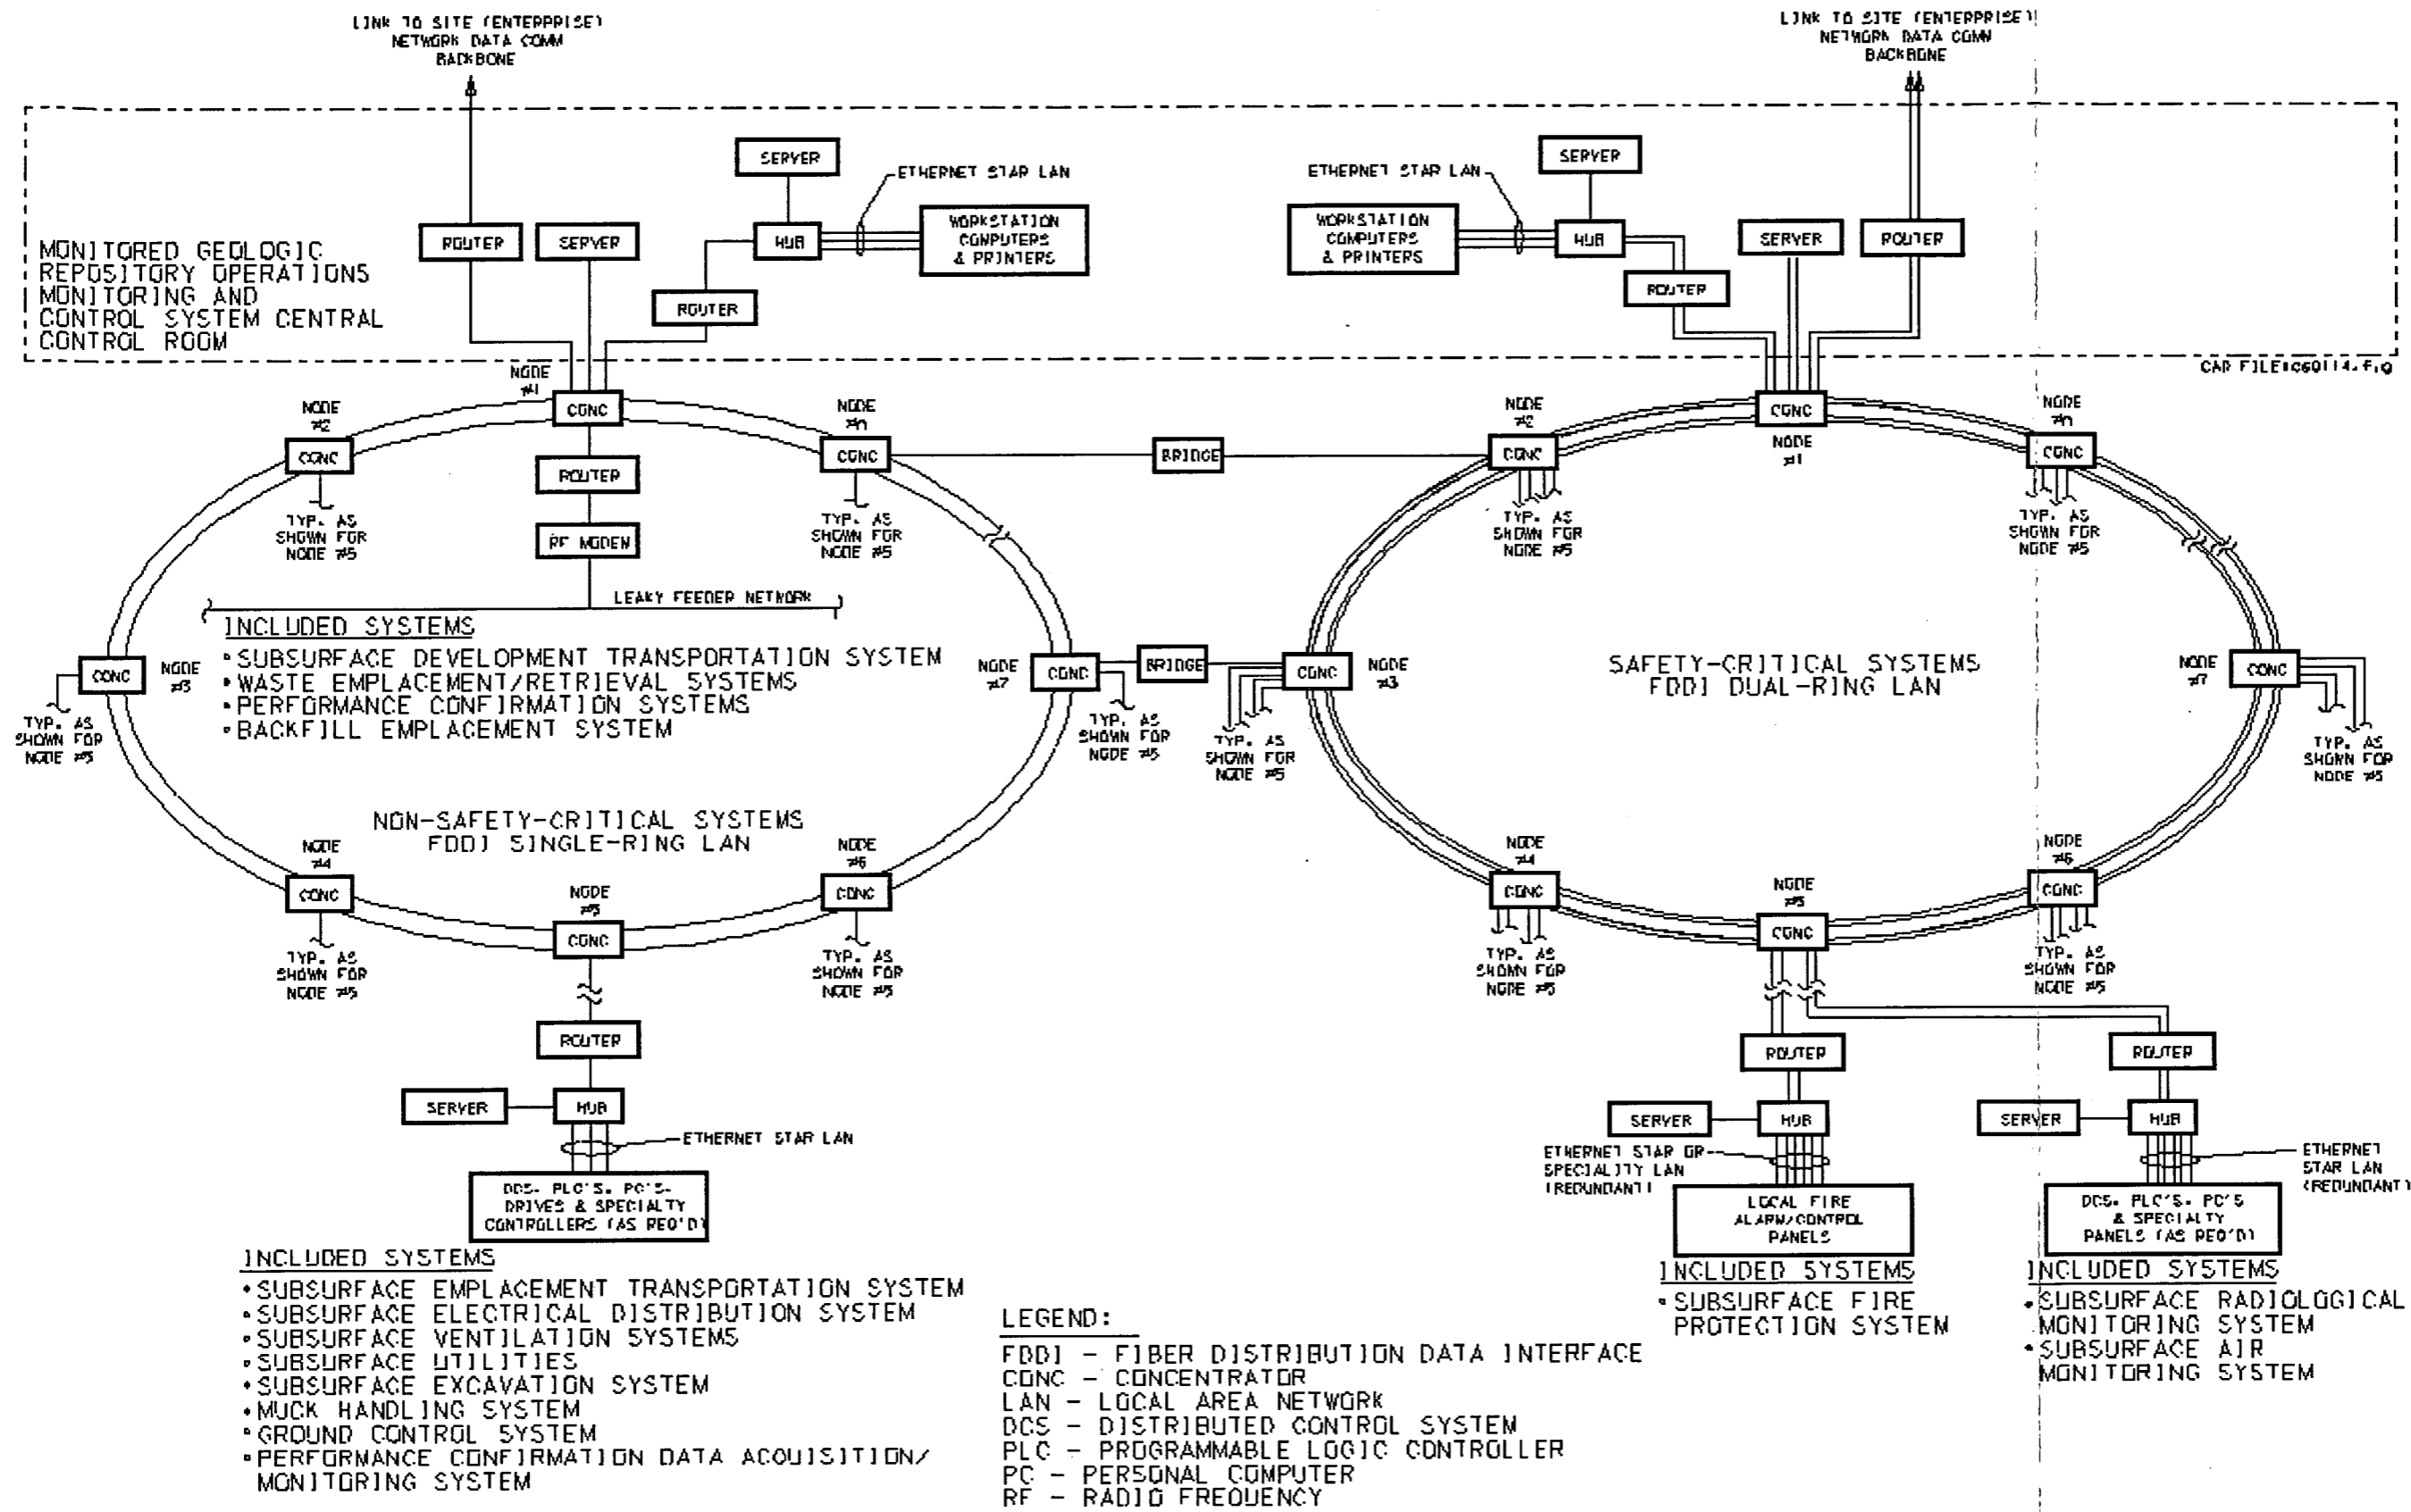 LINK TO SITE (ENTERPRISE)
NETWORK DATA COMM
BACKBONE
LINK TO SITE (ENTERPRISE)
NETWORK DATA COMM
BACKBONE
MONITORED GEOLOGIC
REPOSITORY OPERATIONS
MONITORING AND
CONTROL SYSTEM CENTRAL
CONTROL ROOM
ROUTER
SERVER
SERVER
HUB
ROUTER
ETHERNET STAR LAN
WORKSTATION
COMPUTERS
& PRINTERS
ETHERNET STAR LAN
WORKSTATION
COMPUTERS
& PRINTERS
SERVER
HUB
ROUTER
SERVER
ROUTER
NODE
#1
CONC
NODE
#2
CONC
TYP. AS
SHOWN FOR
NODE #5
ROUTER
RF MODEM
LEAKY FEEDER NETWORK
NODE
#n
CONC
TYP. AS
SHOWN FOR
NODE #5
BRIDGE
NODE
#2
CONC
TYP. AS
SHOWN FOR
NODE #5
CONC
NODE
#1
NODE
#n
CONC
TYP. AS
SHOWN FOR
NODE #5
INCLUDED SYSTEMS
•SUBSURFACE DEVELOPMENT TRANSPORTATION SYSTEM
•WASTE EMPLACEMENT/RETRIEVAL SYSTEMS
•PERFORMANCE CONFIRMATION SYSTEMS
•BACKFILL EMPLACEMENT SYSTEM
CONC
NODE
#3
TYP. AS
SHOWN FOR
NODE #5
NODE
#7
CONC
TYP. AS
SHOWN FOR
NODE #5
BRIDGE
CONC
NODE
#3
TYP. AS
SHOWN FOR
NODE #5
SAFETY-CRITICAL SYSTEMS
FDDI DUAL-RING LAN
NODE
#7
CONC
TYP. AS
SHOWN FOR
NODE #5
NON-SAFETY-CRITICAL SYSTEMS
FDDI SINGLE-RING LAN
NODE
#4
CONC
TYP. AS
SHOWN FOR
NODE #5
NODE
#5
CONC
NODE
#6
CONC
TYP. AS
SHOWN FOR
NODE #5
NODE
#4
CONC
TYP. AS
SHOWN FOR
NODE #5
NODE
#5
CONC
NODE
#6
CONC
TYP. AS
SHOWN FOR
NODE #5
ROUTER
SERVER
HUB
ETHERNET STAR LAN
DCS, PLC'S, PC'S,
DRIVES & SPECIALTY
CONTROLLERS (AS REQ'D)
INCLUDED SYSTEMS
•SUBSURFACE EMPLACEMENT TRANSPORTATION SYSTEM
•SUBSURFACE ELECTRICAL DISTRIBUTION SYSTEM
•SUBSURFACE VENTILATION SYSTEMS
•SUBSURFACE UTILITIES
•SUBSURFACE EXCAVATION SYSTEM
•MUCK HANDLING SYSTEM
•GROUND CONTROL SYSTEM
•PERFORMANCE CONFIRMATION DATA ACQUISITION/
MONITORING SYSTEM
LEGEND:
FDDI - FIBER DISTRIBUTION DATA INTERFACE
CONC - CONCENTRATOR
LAN - LOCAL AREA NETWORK
DCS - DISTRIBUTED CONTROL SYSTEM
PLC - PROGRAMMABLE LOGIC CONTROLLER
PC - PERSONAL COMPUTER
RF - RADIO FREQUENCY
ROUTER
SERVER
HUB
ETHERNET STAR OR
SPECIALITY LAN
(REDUNDANT)
LOCAL FIRE
ALARM/CONTROL
PANELS
INCLUDED SYSTEMS
•SUBSURFACE FIRE
PROTECTION SYSTEM
ROUTER
SERVER
HUB
ETHERNET
STAR LAN
(REDUNDANT)
DCS, PLC'S, PC'S
& SPECIALTY
PANELS (AS REQ'D)
INCLUDED SYSTEMS
•SUBSURFACE RADIOLOGICAL
MONITORING SYSTEM
•SUBSURFACE AIR
MONITORING SYSTEM